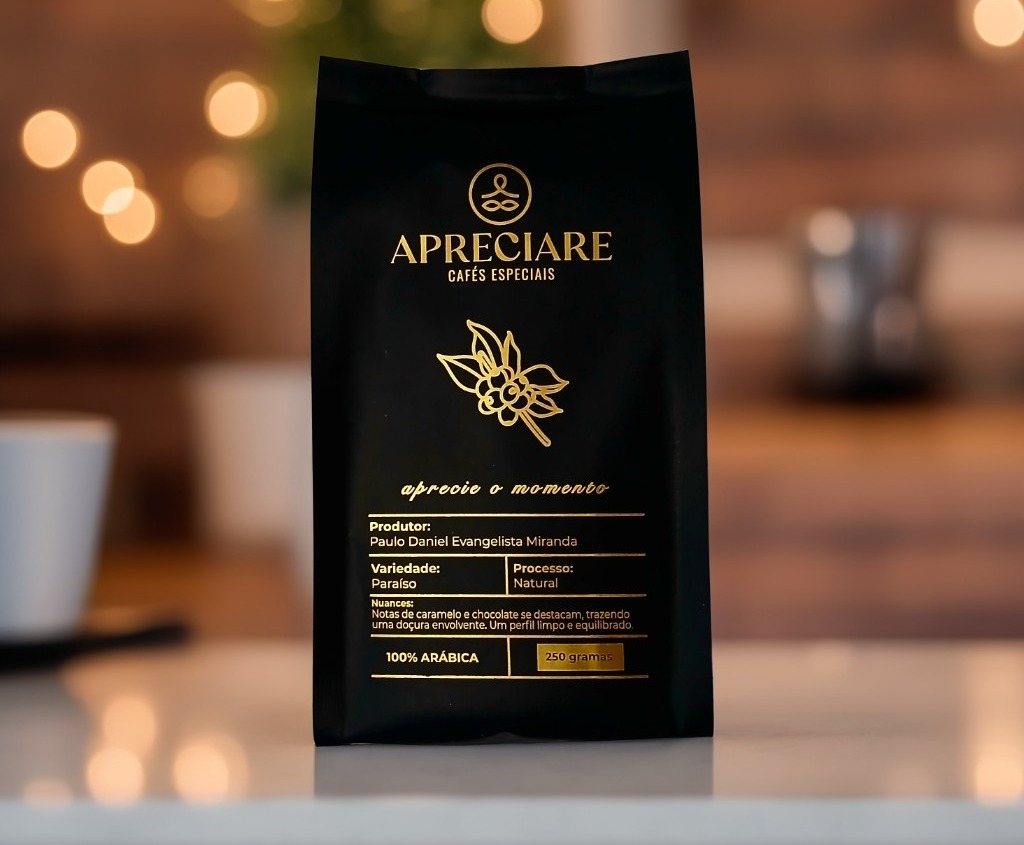 APRECIARE
CAFÉS ESPECIAIS
aprecie o momento
Produtor:
Paulo Daniel Evangelista Miranda
Variedade:
Paraíso
Processo:
Natural
Nuances:
Notas de caramelo e chocolate se destacam, trazendo
uma doçura envolvente. Um perfil limpo e equilibrado.
100% ARÁBICA
250 gramas